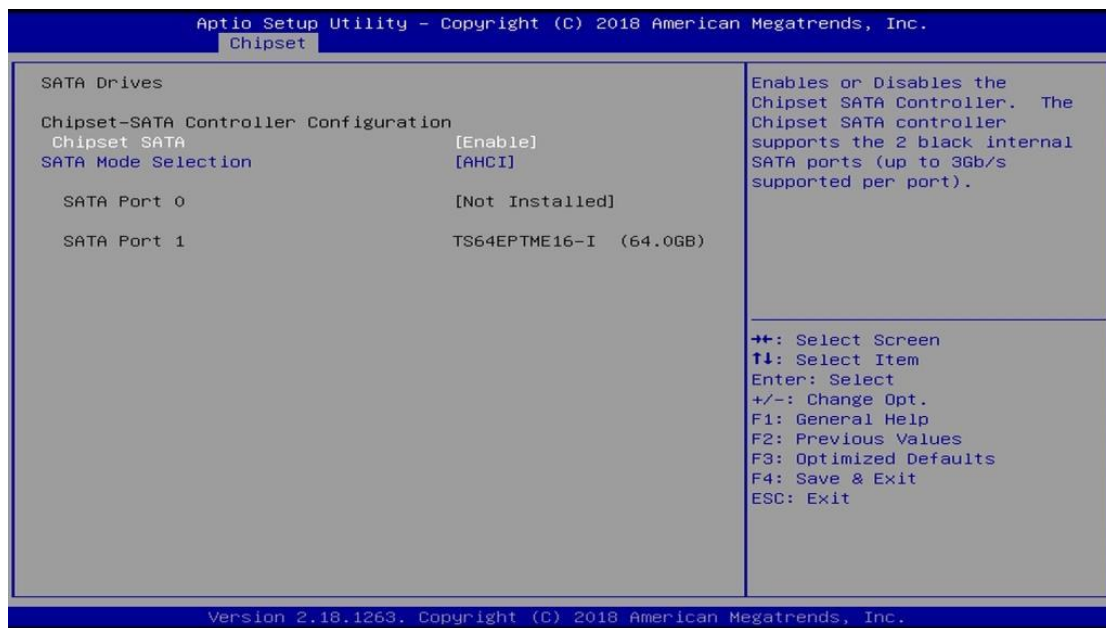 Aptio Setup Utility – Copyright (C) 2018 American Megatrends, Inc.
Chipset
SATA Drives
Chipset-SATA Controller Configuration
Chipset SATA [Enable]
SATA Mode Selection [AHCI]
SATA Port 0 [Not Installed]
SATA Port 1 TS64EPTME16-I (64.0GB)
Enables or Disables the
Chipset SATA Controller. The
Chipset SATA controller
supports the 2 black internal
SATA ports (up to 3Gb/s
supported per port).
→←: Select Screen
↑↓: Select Item
Enter: Select
+/-: Change Opt.
F1: General Help
F2: Previous Values
F3: Optimized Defaults
F4: Save & Exit
ESC: Exit
Version 2.18.1263. Copyright (C) 2018 American Megatrends, Inc.